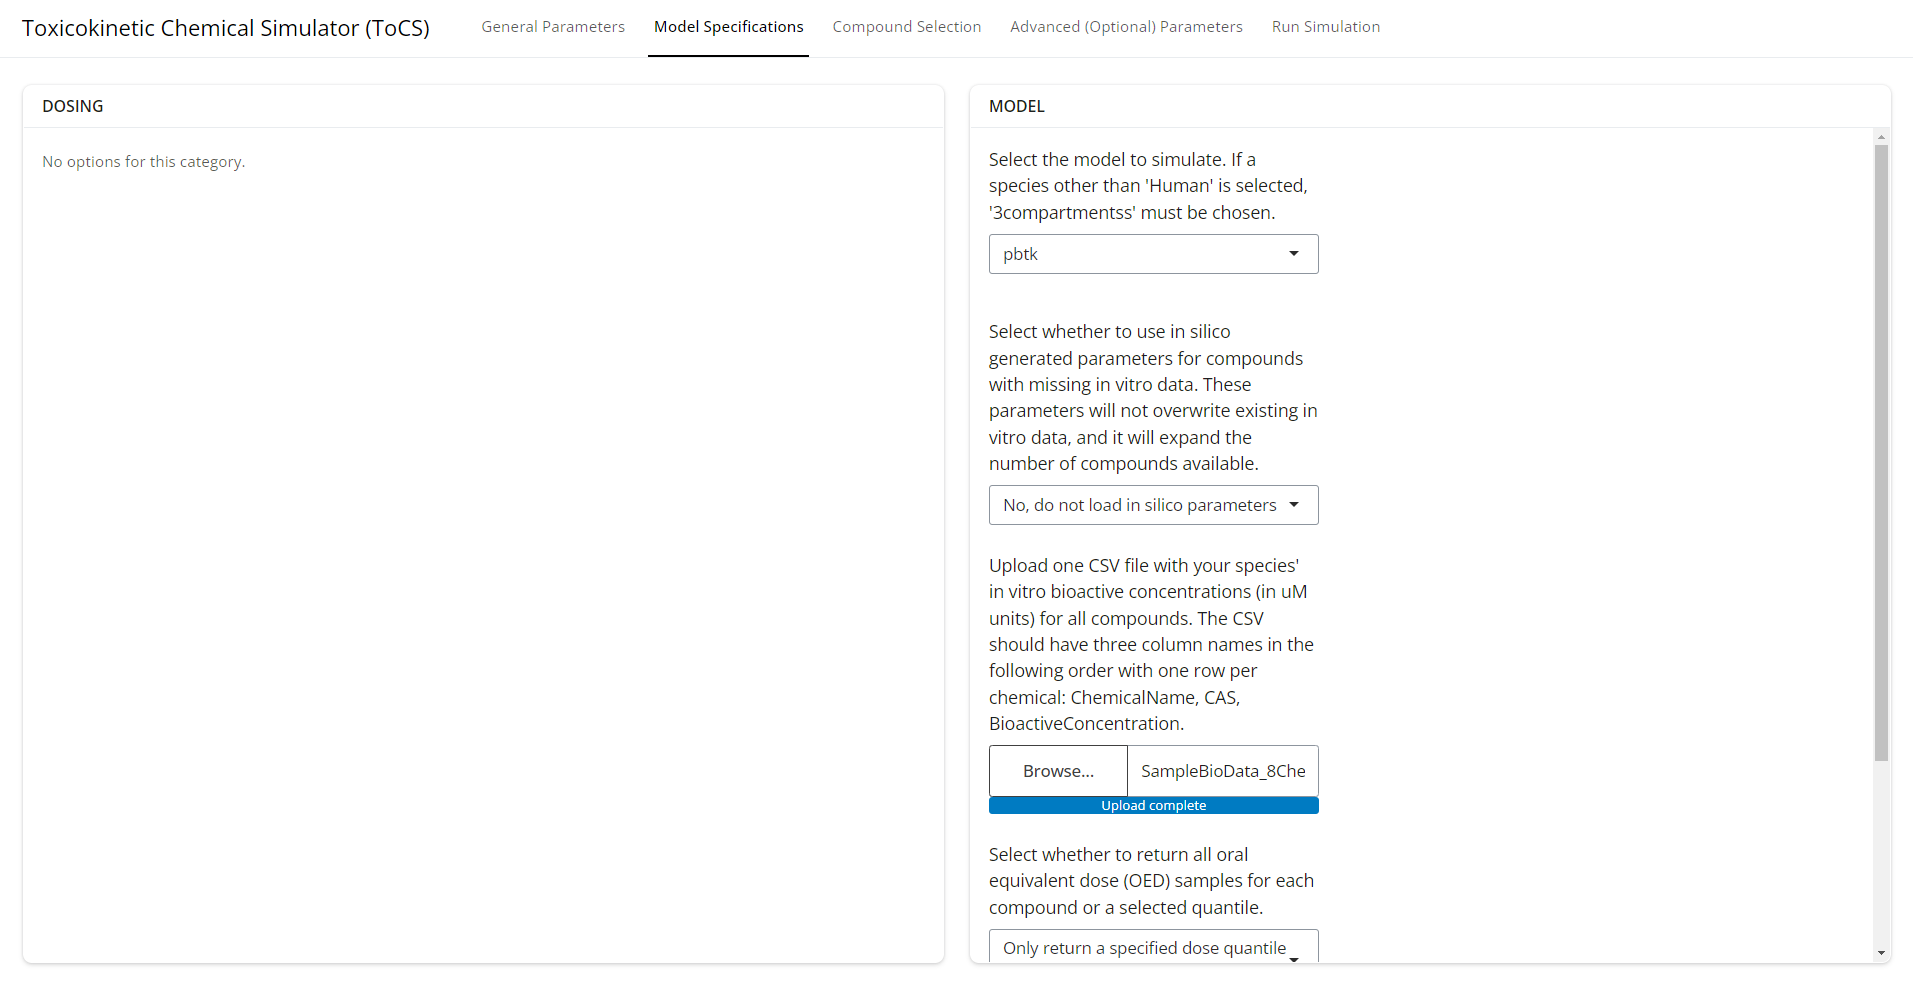 Toxicokinetic Chemical Simulator (ToCS)
General Parameters
Model Specifications
Compound Selection
Advanced (Optional) Parameters
Run Simulation
DOSING
No options for this category.
MODEL
Select the model to simulate. If a
species other than 'Human' is selected,
'3compartmentss' must be chosen.
pbtk
Select whether to use in silico
generated parameters for compounds
with missing in vitro data. These
parameters will not overwrite existing in
vitro data, and it will expand the
number of compounds available.
No, do not load in silico parameters
Upload one CSV file with your species'
in vitro bioactive concentrations (in uM
units) for all compounds. The CSV
should have three column names in the
following order with one row per
chemical: ChemicalName, CAS,
BioactiveConcentration.
Browse...
SampleBioData_8Che
Upload complete
Select whether to return all oral
equivalent dose (OED) samples for each
compound or a selected quantile.
Only return a specified dose quantile